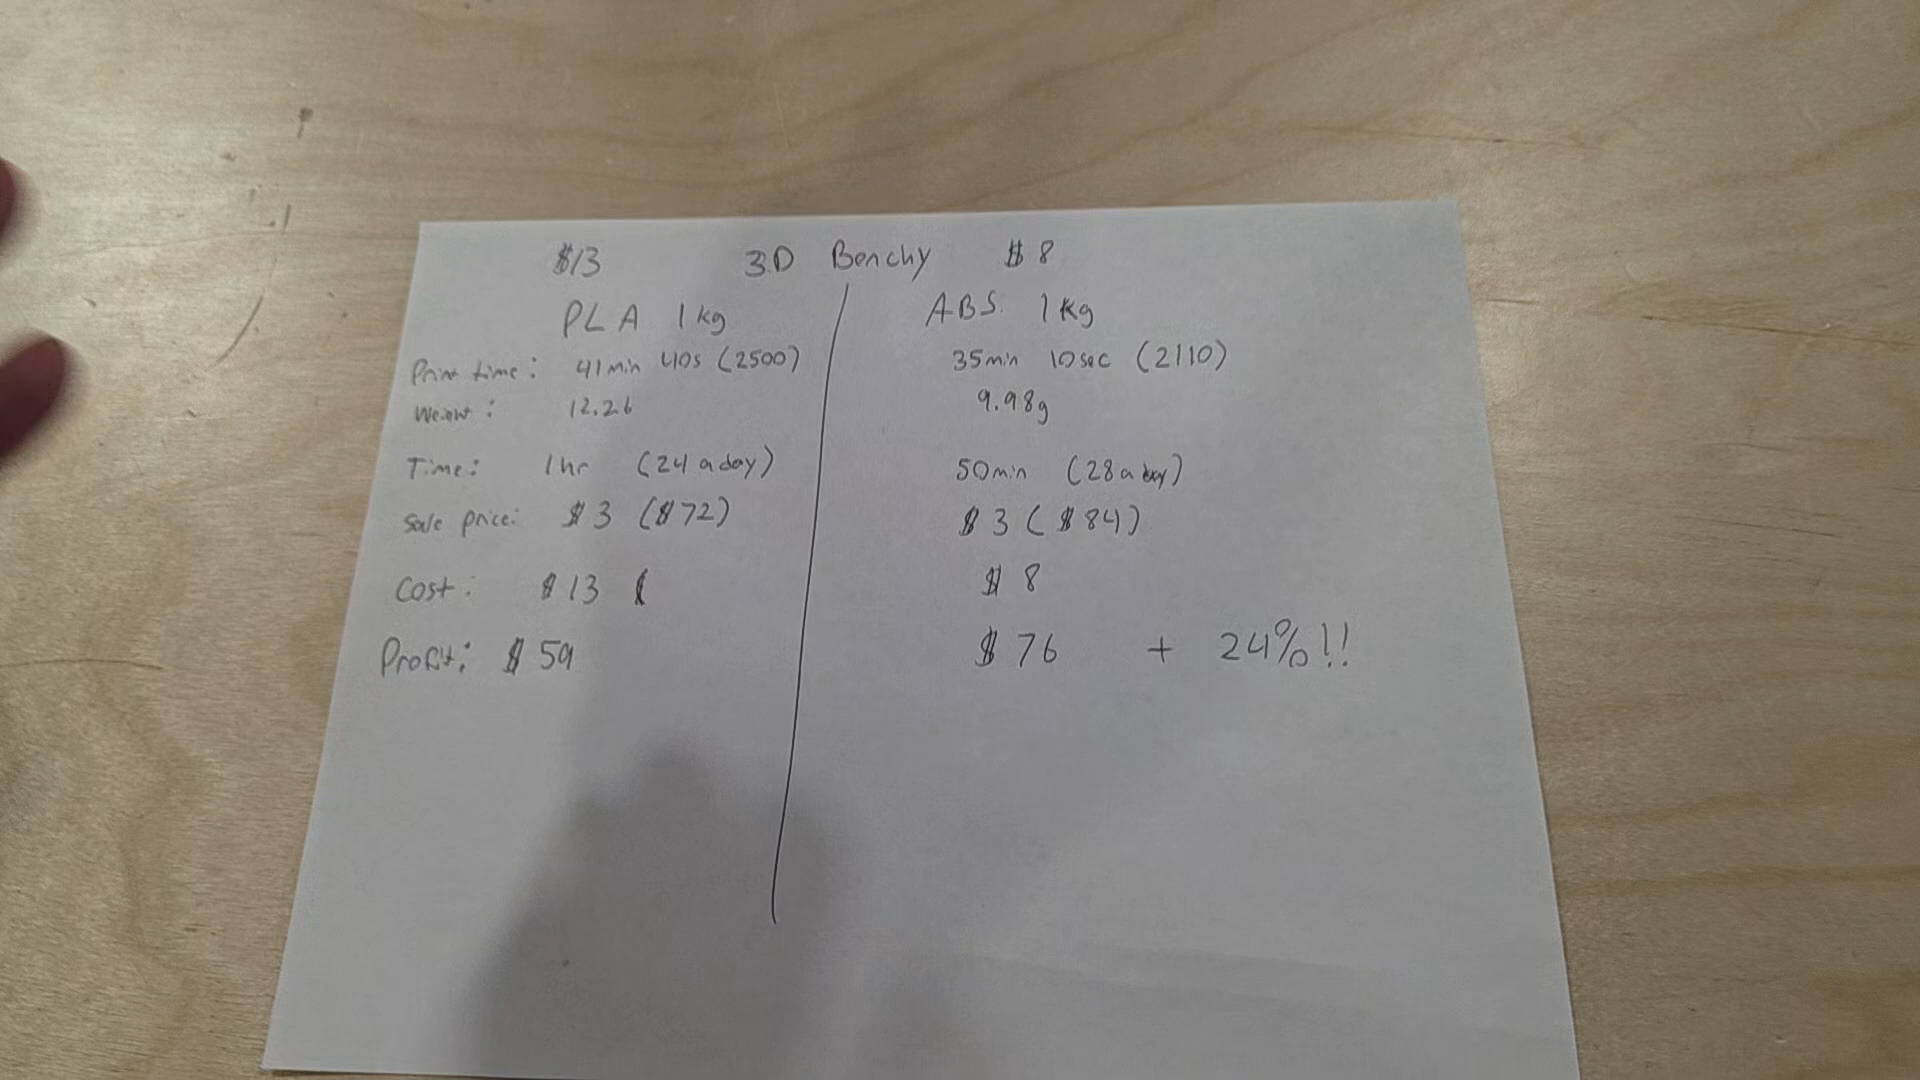 $13 3D Benchy $8
PLA 1kg ABS. 1kg
Print time: 41min 40s (2500) 35min 10sec (2110)
Weight: 12.26 9.98g
Time: 1hr (24 a day) 50min (28 a day)
Sale price: $3 ($72) $3 ($84)
Cost: $13 ( $8
Profit: $59 $76 + 24%!!